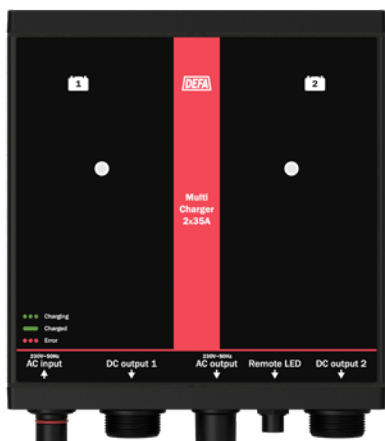 1
DEFA
2
Multi
Charger
2x35A
Charging
Charged
Error
230V~50Hz
AC input
DC output 1
230V~50Hz
AC output
Remote LED
DC output 2